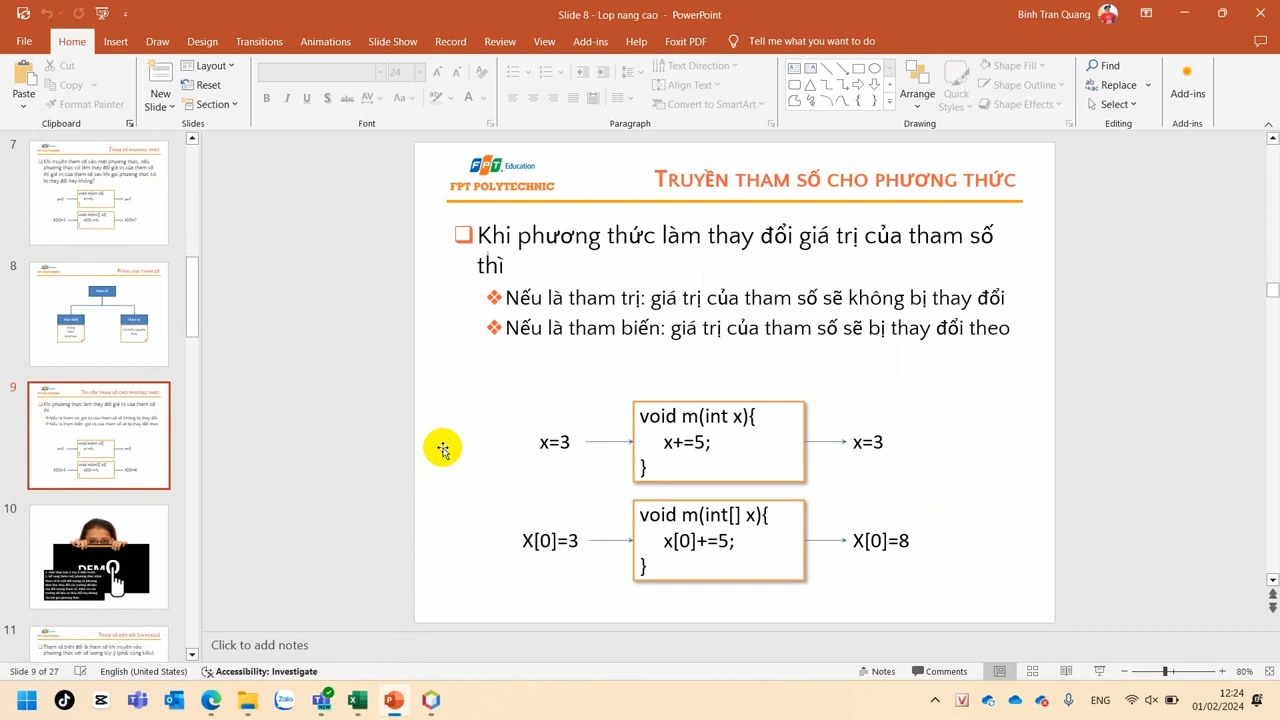 Slide 8 - Lop nang cao - PowerPoint
Binh Tran Quang
File Home Insert Draw Design Transitions Animations Slide Show Record Review View Add-ins Help Foxit PDF Tell me what you want to do
Paste
Cut
Copy
Format Painter
Clipboard
New Slide
Layout
Reset
Section
Slides
24
Font
Text Direction
Align Text
Convert to SmartArt
Paragraph
Arrange
Quick Styles
Shape Fill
Shape Outline
Shape Effects
Drawing
Find
Replace
Select
Editing
Add-ins
Add-ins
7
8
9
10
11
FPT Education
FPT POLYTECHNIC
TRUYỀN THAM SỐ CHO PHƯƠNG THỨC
Khi phương thức làm thay đổi giá trị của tham số
thì
Nếu là tham trị: giá trị của tham số sẽ không bị thay đổi
Nếu là tham biến: giá trị của tham số sẽ bị thay đổi theo
x=3
void m(int x){
x+=5;
}
x=3
X[0]=3
void m(int[] x){
x[0]+=5;
}
X[0]=8
Click to add notes
Slide 9 of 27 English (United States) Accessibility: Investigate Notes Comments 80%
Zalo
ENG
12:24
01/02/2024